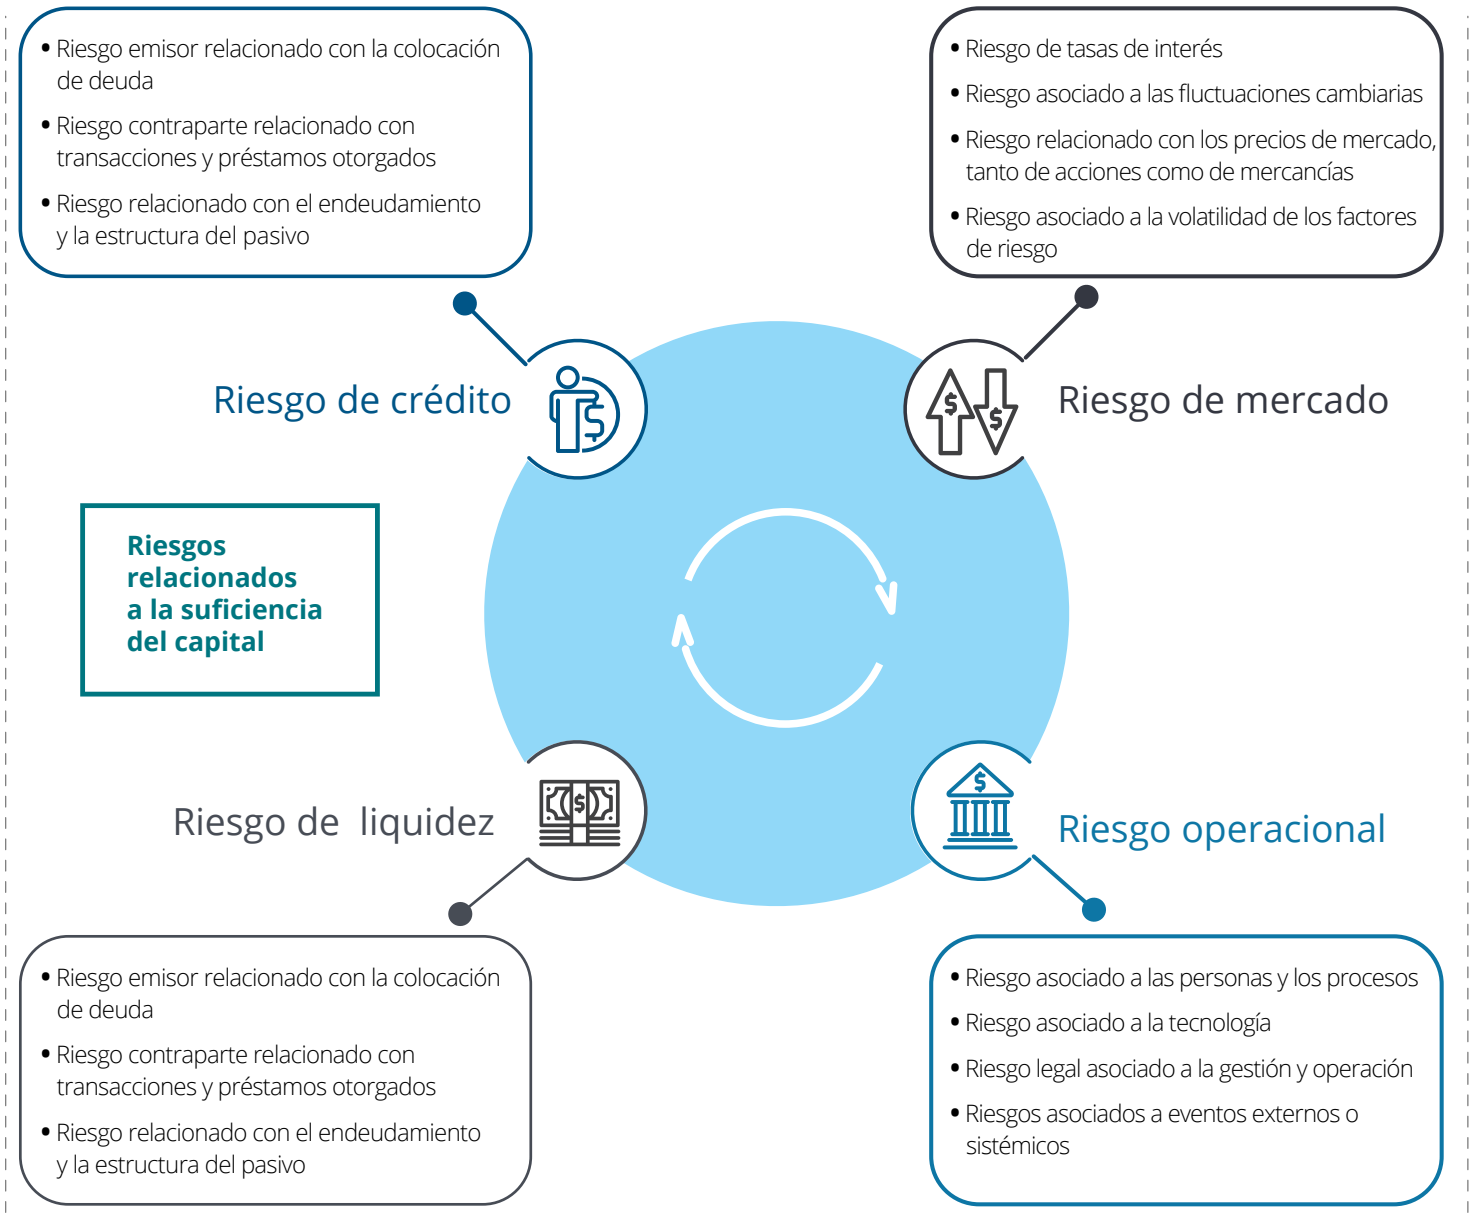 • Riesgo emisor relacionado con la colocación
de deuda
• Riesgo contraparte relacionado con
transacciones y préstamos otorgados
• Riesgo relacionado con el endeudamiento
y la estructura del pasivo
• Riesgo de tasas de interés
• Riesgo asociado a las fluctuaciones cambiarias
• Riesgo relacionado con los precios de mercado,
tanto de acciones como de mercancías
• Riesgo asociado a la volatilidad de los factores
de riesgo
Riesgo de crédito
$
$
$
Riesgo de mercado
Riesgos
relacionados
a la suficiencia
del capital
Riesgo de liquidez
$
$
Riesgo operacional
• Riesgo emisor relacionado con la colocación
de deuda
• Riesgo contraparte relacionado con
transacciones y préstamos otorgados
• Riesgo relacionado con el endeudamiento
y la estructura del pasivo
• Riesgo asociado a las personas y los procesos
• Riesgo asociado a la tecnología
• Riesgo legal asociado a la gestión y operación
• Riesgos asociados a eventos externos o
sistémicos